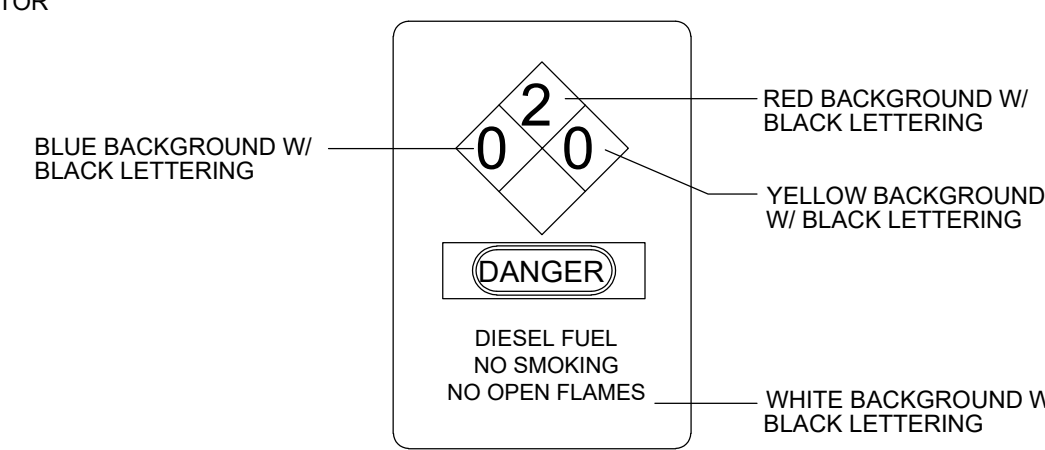 2
RED BACKGROUND W/
BLACK LETTERING
BLUE BACKGROUND W/
BLACK LETTERING
0
0
YELLOW BACKGROUND
W/ BLACK LETTERING
DANGER
DIESEL FUEL
NO SMOKING
NO OPEN FLAMES
WHITE BACKGROUND
BLACK LETTERING